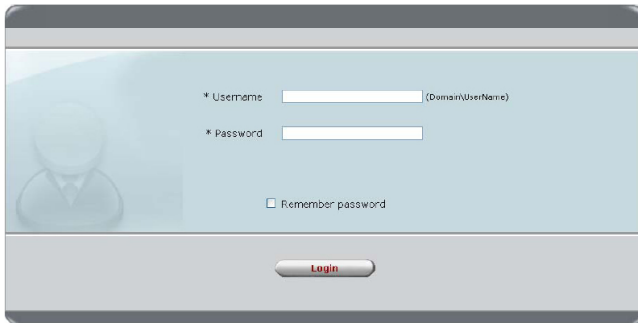 * Username (Domain\UserName)
* Password
Remember password
Login